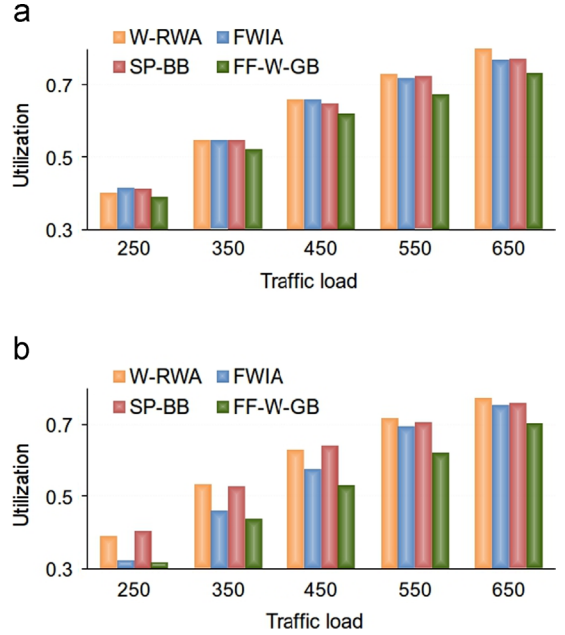 a
W-RWA FWIA
SP-BB FF-W-GB
0.7
0.5
0.3
Utilization
250 350 450 550 650
Traffic load
b
W-RWA FWIA
SP-BB FF-W-GB
0.7
0.5
0.3
Utilization
250 350 450 550 650
Traffic load